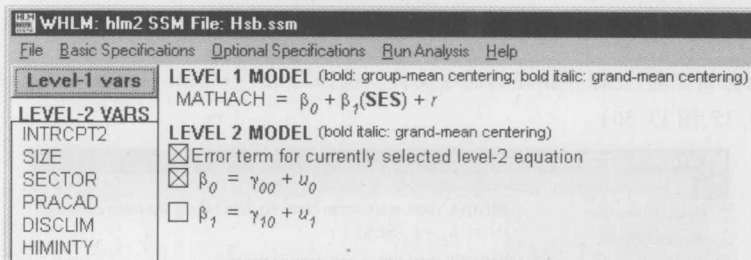 WHLM: hlm2 SSM File: Hsb.ssm
File Basic Specifications Optional Specifications Run Analysis Help
Level-1 vars
LEVEL-2 VARS
INTRCPT2
SIZE
SECTOR
PRACAD
DISCLIM
HIMINTY
LEVEL 1 MODEL (bold: group-mean centering; bold italic: grand-mean centering)
MATHACH = β0 + β1(SES) + r
LEVEL 2 MODEL (bold italic: grand-mean centering)
Error term for currently selected level-2 equation
β0 = γ00 + u0
β1 = γ10 + u1